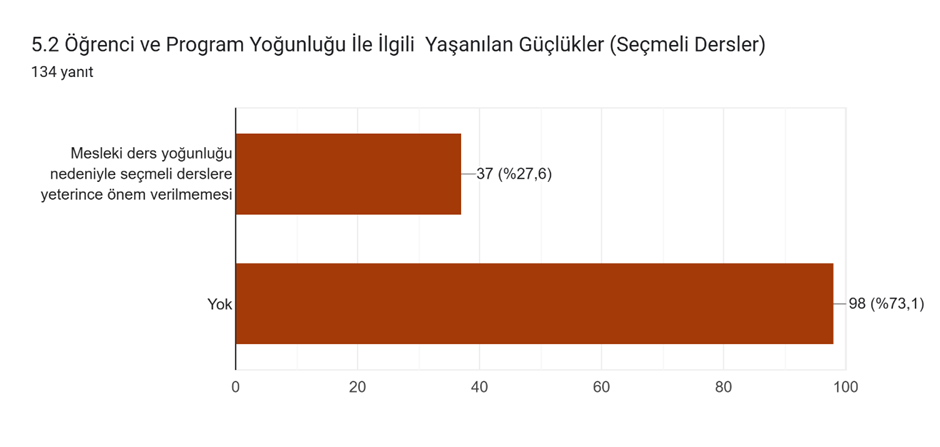 5.2 Öğrenci ve Program Yoğunluğu İle İlgili  Yaşanılan Güçlükler (Seçmeli Dersler)
134 yanıt
Mesleki ders yoğunluğu
nedeniyle seçmeli derslere
yeterince önem verilmemesi
37 (%27,6)
Yok
98 (%73,1)
0 20 40 60 80 100